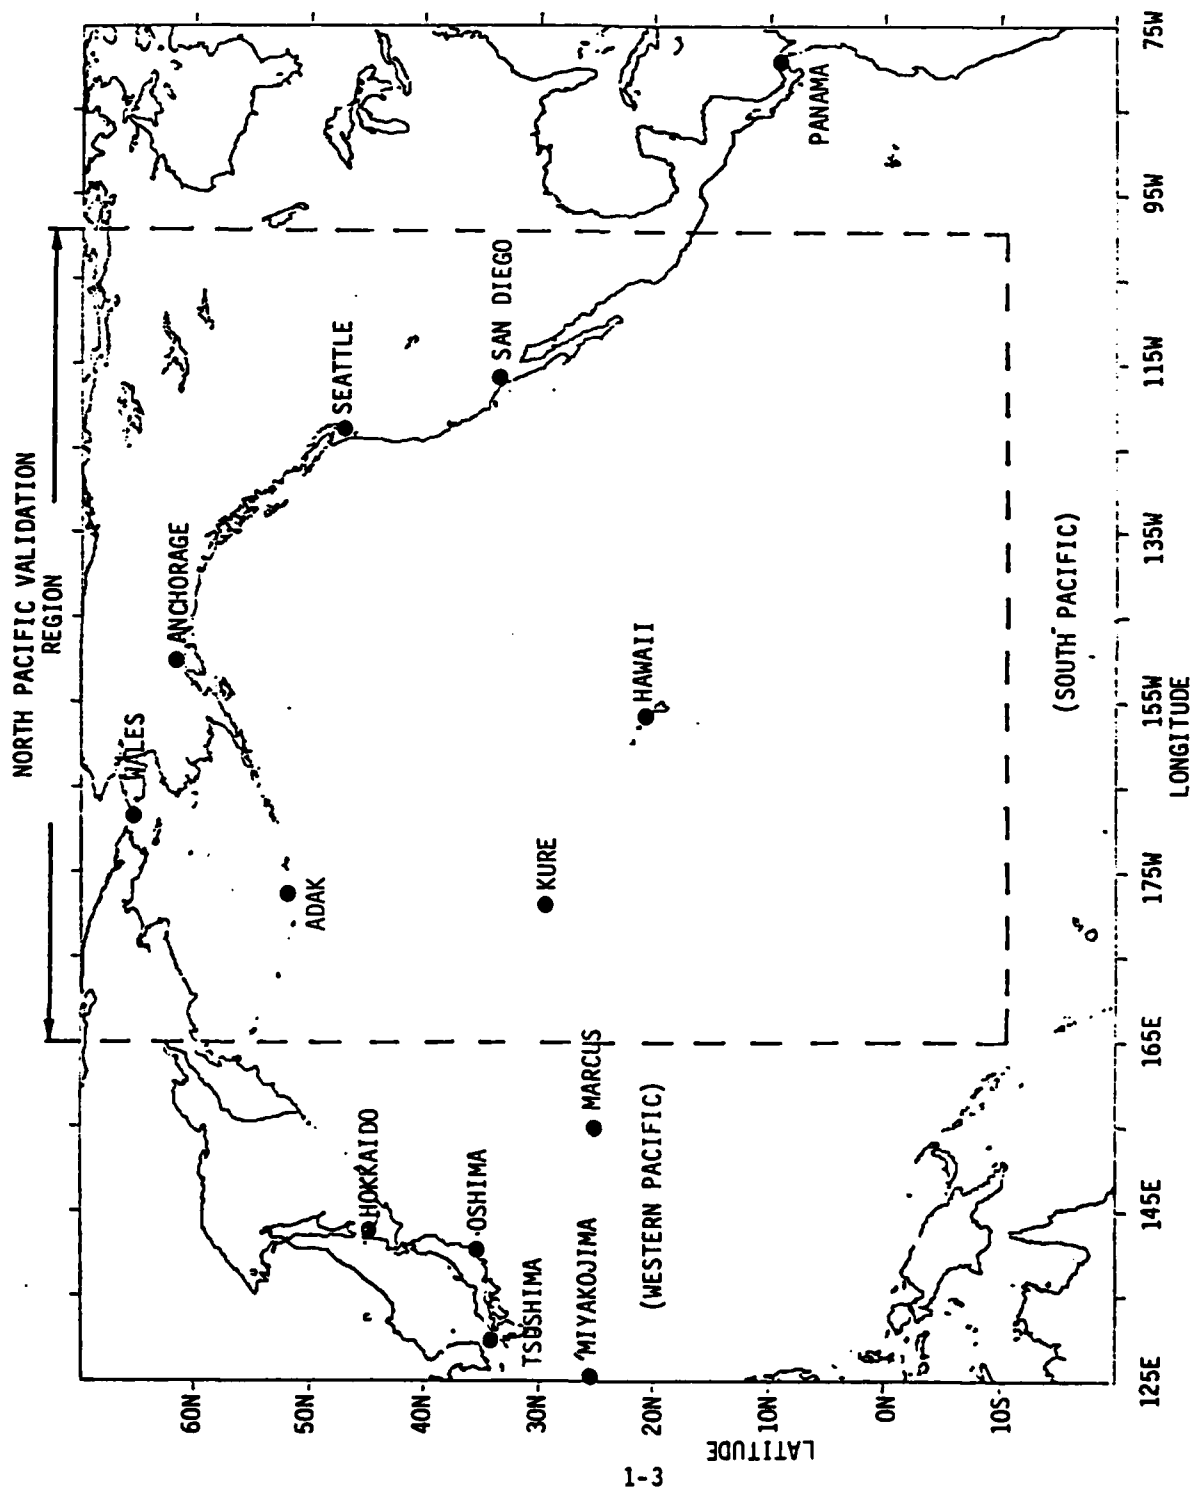 NORTH PACIFIC VALIDATION
REGION
WALES
ANCHORAGE
SEATTLE
SAN DIEGO
PANAMA
ADAK
KURE
HAWAII
HOKKAIDO
OSHIMA
TSUSHIMA
MIYAKOJIMA
MARCUS
(WESTERN PACIFIC)
(SOUTH PACIFIC)
60N
50N
40N
30N
20N
10N
0N
10S
LATITUDE
125E
145E
165E
175W
155W
135W
115W
95W
75W
LONGITUDE
1-3